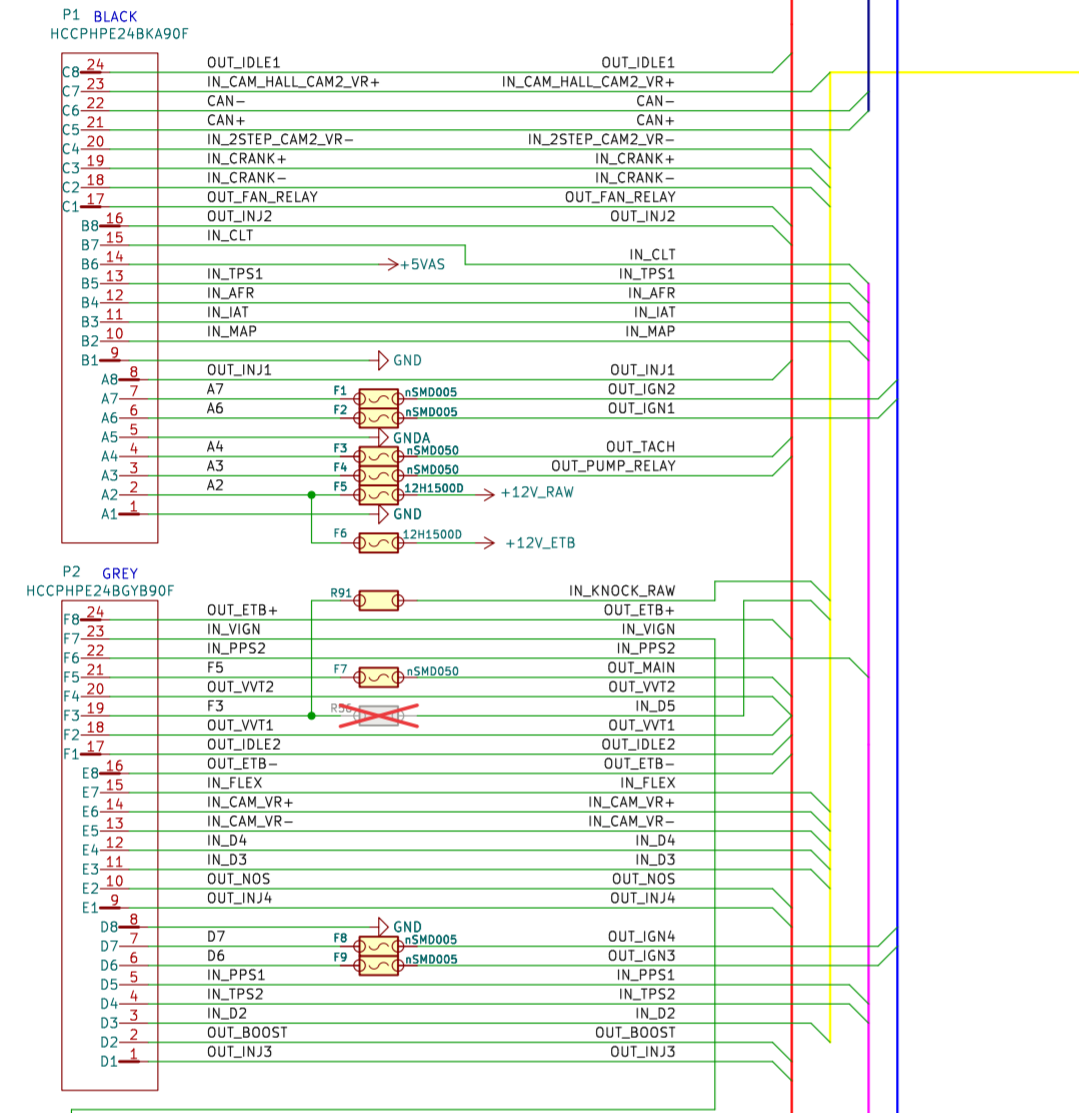 P1 BLACK
HCCPHPE24BKA90F
C8 24 OUT_IDLE1 OUT_IDLE1
C7 23 IN_CAM_HALL_CAM2_VR+ IN_CAM_HALL_CAM2_VR+
C6 22 CAN- CAN-
C5 21 CAN+ CAN+
C4 20 IN_2STEP_CAM2_VR- IN_2STEP_CAM2_VR-
C3 19 IN_CRANK+ IN_CRANK+
C2 18 IN_CRANK- IN_CRANK-
C1 17 OUT_FAN_RELAY OUT_FAN_RELAY
B8 16 OUT_INJ2 OUT_INJ2
B7 15 IN_CLT IN_CLT
B6 14 +5VAS
B5 13 IN_TPS1 IN_TPS1
B4 12 IN_AFR IN_AFR
B3 11 IN_IAT IN_IAT
B2 10 IN_MAP IN_MAP
B1 9 GND
A8 8 OUT_INJ1 OUT_INJ1
A7 7 A7 F1 nSMD005 OUT_IGN2
A6 6 A6 F2 nSMD005 OUT_IGN1
A5 5 GNDA
A4 4 A4 F3 nSMD050 OUT_TACH
A3 3 A3 F4 nSMD050 OUT_PUMP_RELAY
A2 2 A2 F5 12H1500D +12V_RAW
A1 1 GND
F6 12H1500D +12V_ETB
P2 GREY
HCCPHPE24BGYB90F
R91 IN_KNOCK_RAW
F8 24 OUT_ETB+ OUT_ETB+
F7 23 IN_VIGN IN_VIGN
F6 22 IN_PPS2 IN_PPS2
F5 21 F5 F7 nSMD050 OUT_MAIN
F4 20 OUT_VVT2 OUT_VVT2
F3 19 F3 IN_D5
F2 18 OUT_VVT1 OUT_VVT1
F1 17 OUT_IDLE2 OUT_IDLE2
E8 16 OUT_ETB- OUT_ETB-
E7 15 IN_FLEX IN_FLEX
E6 14 IN_CAM_VR+ IN_CAM_VR+
E5 13 IN_CAM_VR- IN_CAM_VR-
E4 12 IN_D4 IN_D4
E3 11 IN_D3 IN_D3
E2 10 OUT_NOS OUT_NOS
E1 9 OUT_INJ4 OUT_INJ4
D8 8 GND
D7 7 D7 F8 nSMD005 OUT_IGN4
D6 6 D6 F9 nSMD005 OUT_IGN3
D5 5 IN_PPS1 IN_PPS1
D4 4 IN_TPS2 IN_TPS2
D3 3 IN_D2 IN_D2
D2 2 OUT_BOOST OUT_BOOST
D1 1 OUT_INJ3 OUT_INJ3